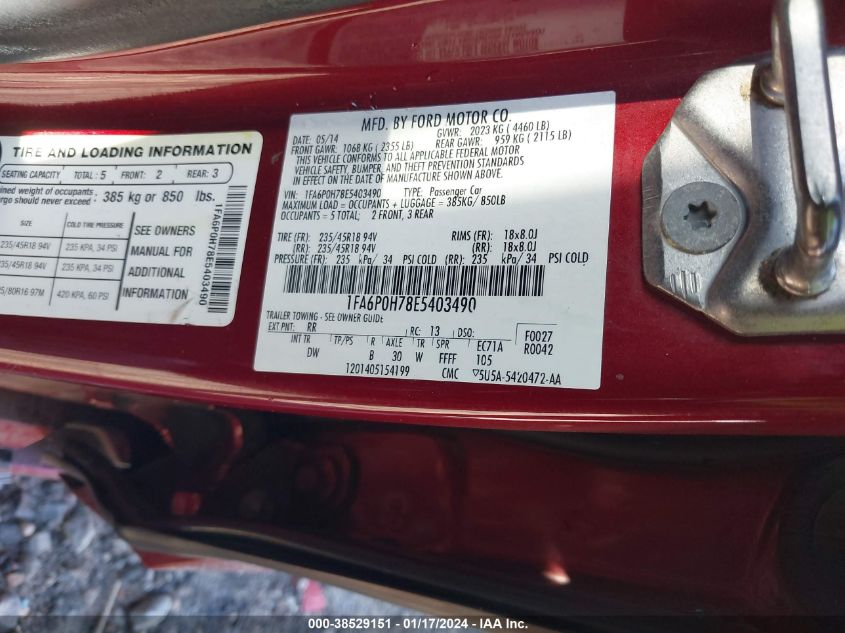 TIRE AND LOADING INFORMATION
SEATING CAPACITY TOTAL: 5 FRONT: 2 REAR: 3
ined weight of occupants
rgo should never exceed 385 kg or 850 lbs.
SIZE COLD TIRE PRESSURE
235/45R18 94V 235 KPA, 34 PSI
5/45R18 94V 235 KPA, 34 PSI
5/80R16 97M 420 KPA, 60 PSI
SEE OWNERS
MANUAL FOR
ADDITIONAL
INFORMATION
1FA6P0H78E5403490
MFD. BY FORD MOTOR CO.
DATE: 05/14 GVWR: 2023 KG ( 4460 LB)
FRONT GAWR: 1068 KG ( 2355 LB) REAR GAWR: 959 KG ( 2115 LB)
THIS VEHICLE CONFORMS TO ALL APPLICABLE FEDERAL MOTOR
VEHICLE SAFETY, BUMPER, AND THEFT PREVENTION STANDARDS
IN EFFECT ON THE DATE OF MANUFACTURE SHOWN ABOVE.
VIN: 1FA6P0H78E5403490 TYPE: Passenger Car
MAXIMUM LOAD = OCCUPANTS + LUGGAGE = 385KG/ 850LB
OCCUPANTS = 5 TOTAL; 2 FRONT, 3 REAR
TIRE (FR): 235/45R18 94V RIMS (FR): 18x8.0J
(RR): 235/45R18 94V (RR): 18x8.0J
PRESSURE (FR): 235 kPa/ 34 PSI COLD (RR): 235 kPa/ 34 PSI COLD
1FA6P0H78E5403490
TRAILER TOWING - SEE OWNER GUIDE
EXT PNT: RR RC: 13 DSO: F0027
INT TR TP/PS R AXLE TR SPR EC71A R0042
DW B 30 W FFFF 105
1201405154199 CMC ▽5U5A-5420472-AA
000-38529151 - 01/17/2024 - IAA Inc.